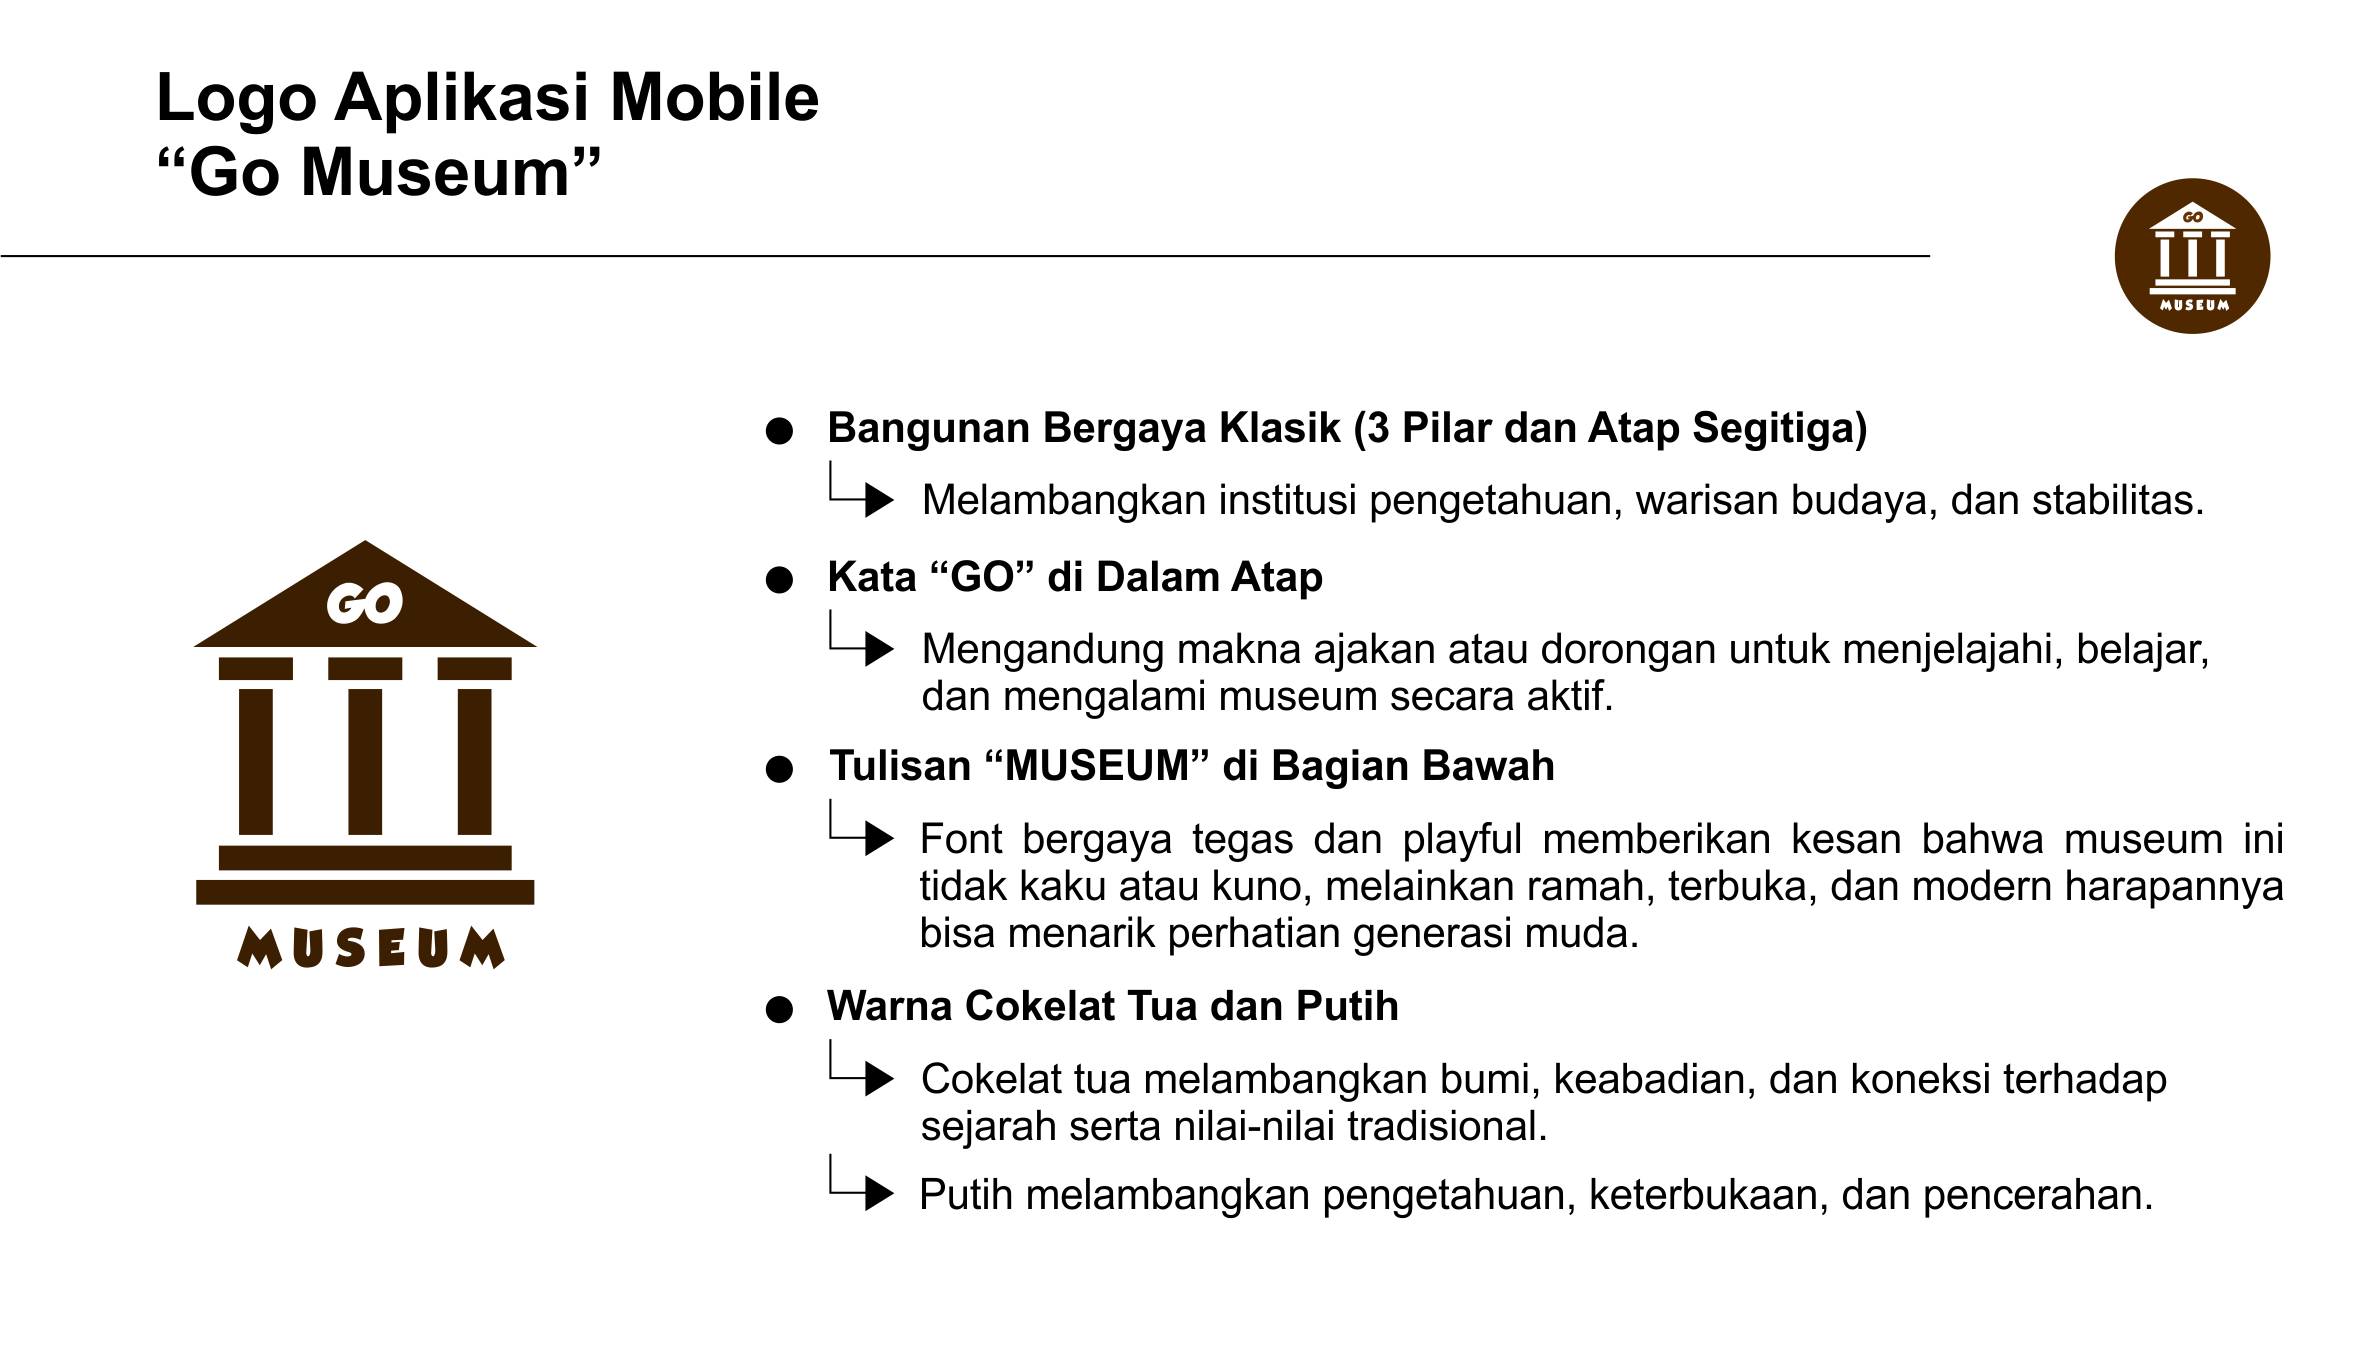 Logo Aplikasi Mobile
“Go Museum”
GO
MUSEUM
GO
MUSEUM
● Bangunan Bergaya Klasik (3 Pilar dan Atap Segitiga)
Melambangkan institusi pengetahuan, warisan budaya, dan stabilitas.
● Kata “GO” di Dalam Atap
Mengandung makna ajakan atau dorongan untuk menjelajahi, belajar,
dan mengalami museum secara aktif.
● Tulisan “MUSEUM” di Bagian Bawah
Font bergaya tegas dan playful memberikan kesan bahwa museum ini
tidak kaku atau kuno, melainkan ramah, terbuka, dan modern harapannya
bisa menarik perhatian generasi muda.
● Warna Cokelat Tua dan Putih
Cokelat tua melambangkan bumi, keabadian, dan koneksi terhadap
sejarah serta nilai-nilai tradisional.
Putih melambangkan pengetahuan, keterbukaan, dan pencerahan.